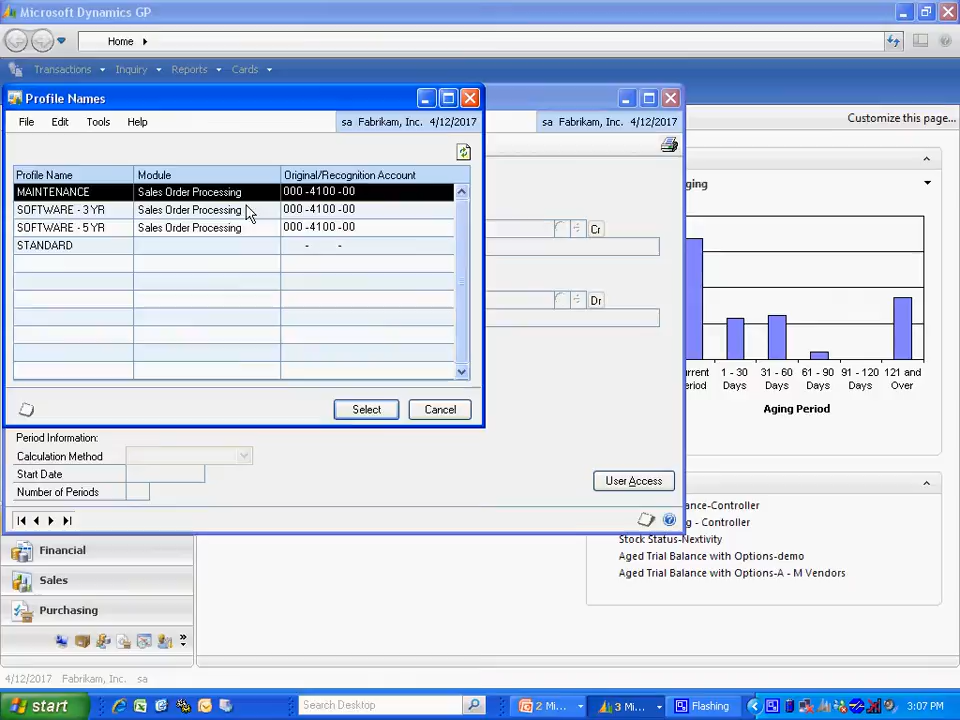 Microsoft Dynamics GP
Home
Transactions Inquiry Reports Cards
Customize this page...
Profile Names
File Edit Tools Help
sa Fabrikam, Inc. 4/12/2017
sa Fabrikam, Inc. 4/12/2017
Profile Name Module Original/Recognition Account
MAINTENANCE Sales Order Processing 000 -4100 -00
SOFTWARE - 3 YR Sales Order Processing 000 -4100 -00
SOFTWARE - 5 YR Sales Order Processing 000 -4100 -00
STANDARD - -
Select Cancel
Cr
Dr
Period Information:
Calculation Method
Start Date
Number of Periods
User Access
ging
urrent Period
1 - 30 Days
31 - 60 Days
61 - 90 Days
91 - 120 Days
121 and Over
Aging Period
ance-Controller
g - Controller
Stock Status-Nextivity
Aged Trial Balance with Options-demo
Aged Trial Balance with Options-A - M Vendors
Financial
Sales
Purchasing
4/12/2017 Fabrikam, Inc. sa
start
Search Desktop
2 Mi...
3 Mi...
Flashing
3:07 PM